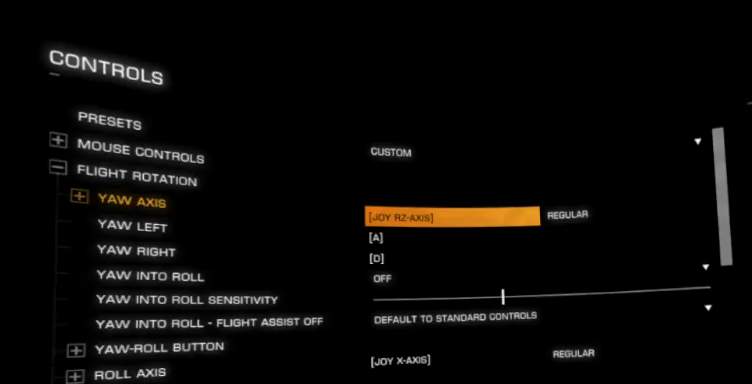 CONTROLS
PRESETS
CUSTOM
MOUSE CONTROLS
FLIGHT ROTATION
YAW AXIS
[JOY RZ-AXIS] REGULAR
YAW LEFT
[A]
YAW RIGHT
[D]
YAW INTO ROLL
OFF
YAW INTO ROLL SENSITIVITY
YAW INTO ROLL - FLIGHT ASSIST OFF
DEFAULT TO STANDARD CONTROLS
YAW-ROLL BUTTON
ROLL AXIS
[JOY X-AXIS] REGULAR